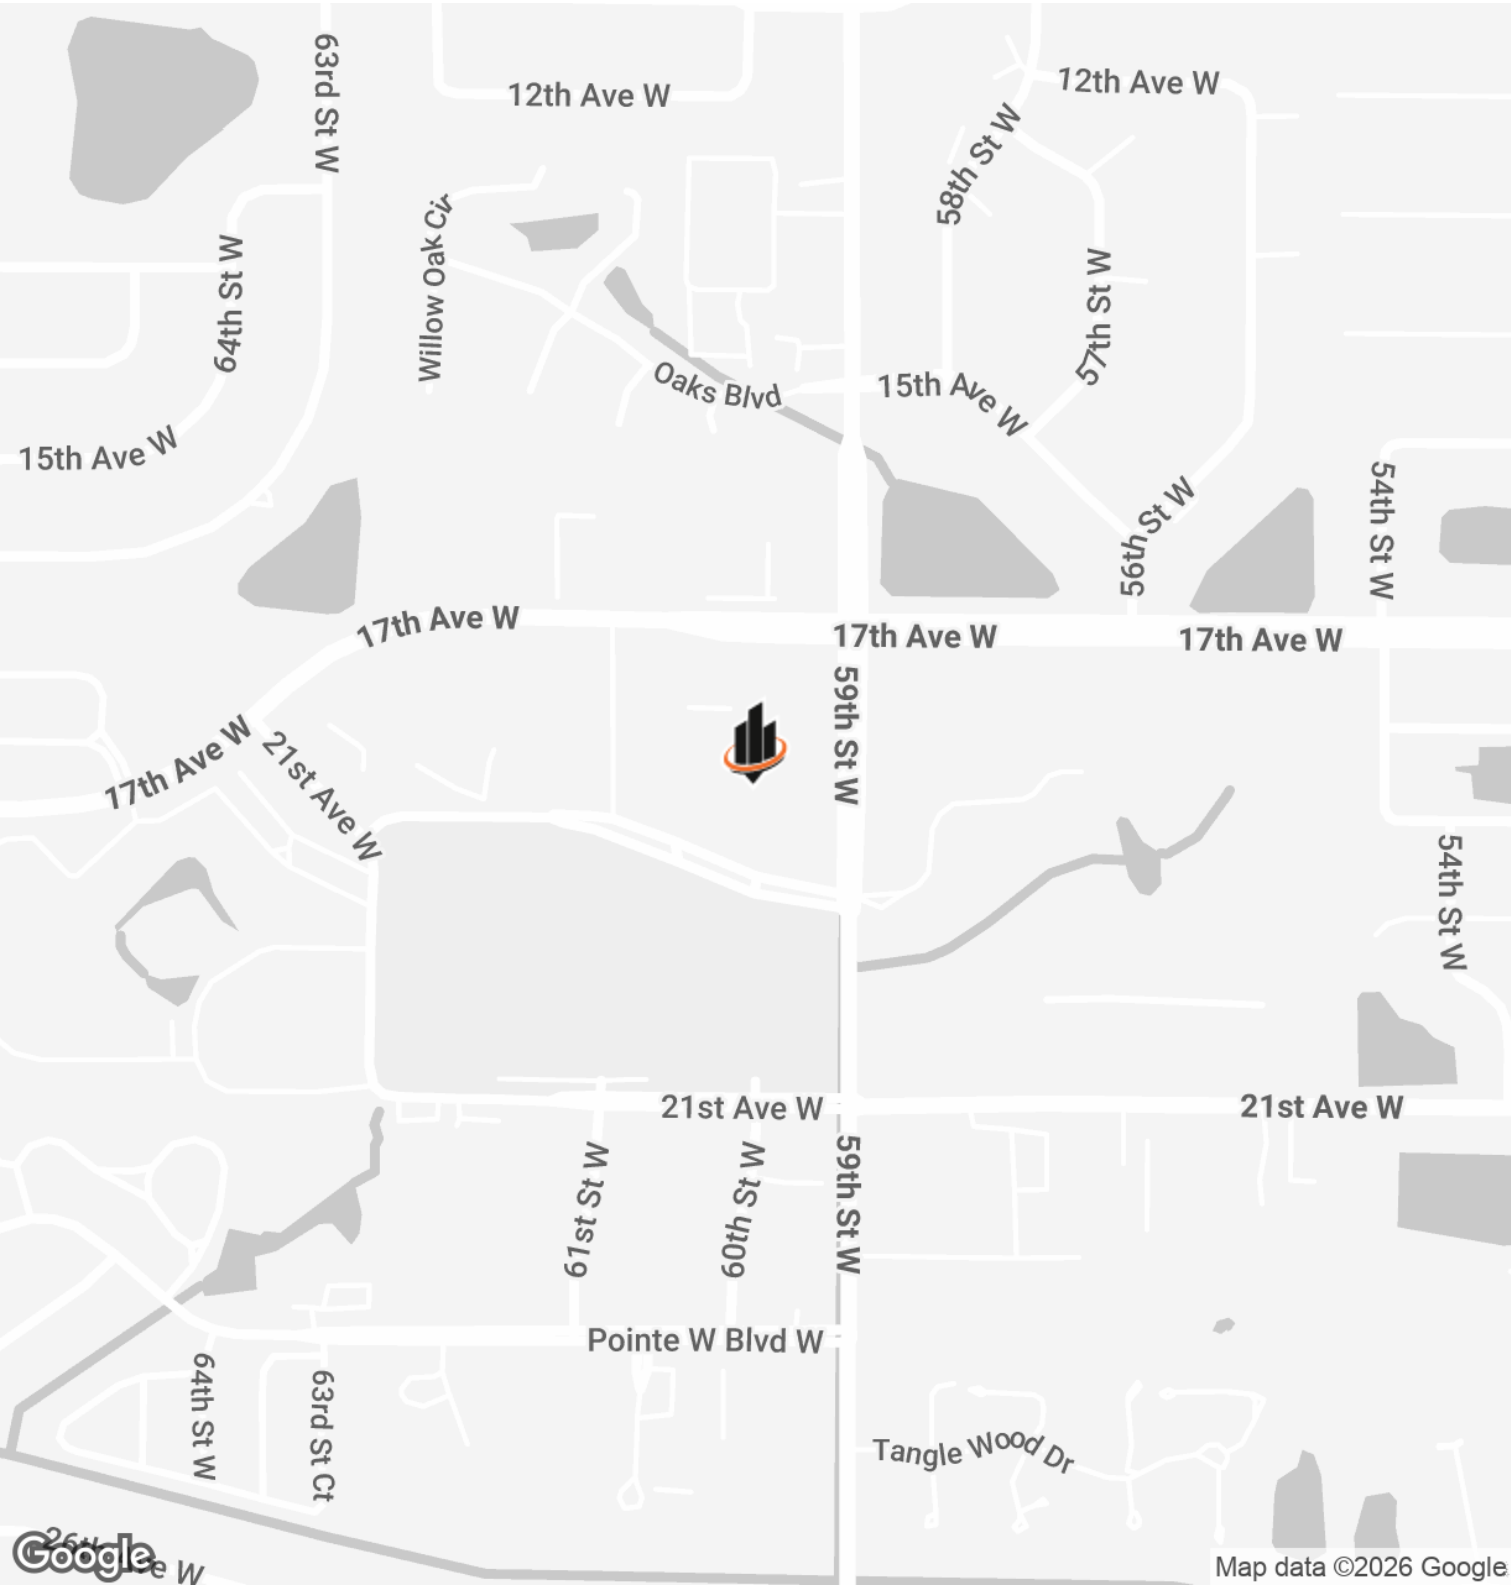 63rd St W
12th Ave W
12th Ave W
58th St W
Willow Oak Cir
64th St W
57th St W
Oaks Blvd
15th Ave W
15th Ave W
54th St W
56th St W
17th Ave W
17th Ave W
17th Ave W
59th St W
17th Ave W
21st Ave W
54th St W
21st Ave W
21st Ave W
59th St W
61st St W
60th St W
Pointe W Blvd W
64th St W
63rd St Ct
Tangle Wood Dr
26th Ave W
Google
Map data ©2026 Google